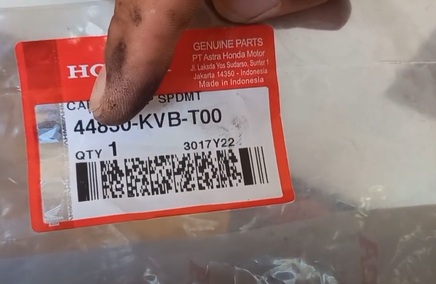 GENUINE PARTS
PT Astra Honda Motor
Jl. Laksda Yos Sudarso, Sunter 1
Jakarta 14350 - Indonesia
Made in Indonesia
SPDMT
44830-KVB-T00
QTY 1
3017Y22